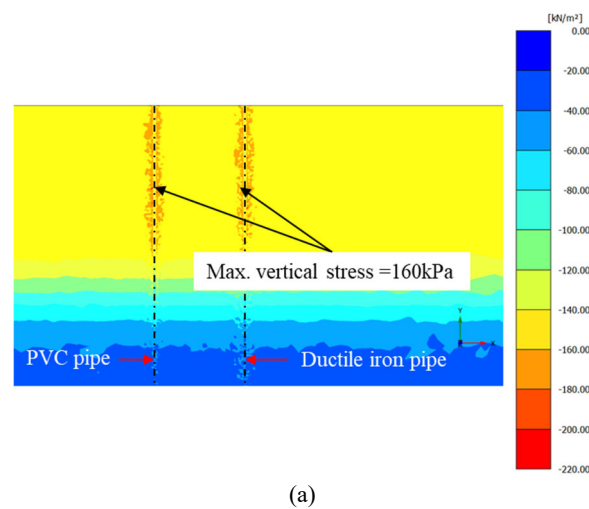 [kN/m²]
0.00
-20.00
-40.00
-60.00
-80.00
-100.00
-120.00
-140.00
-160.00
-180.00
-200.00
-220.00
Max. vertical stress =160kPa
Y
X
PVC pipe
Ductile iron pipe
(a)